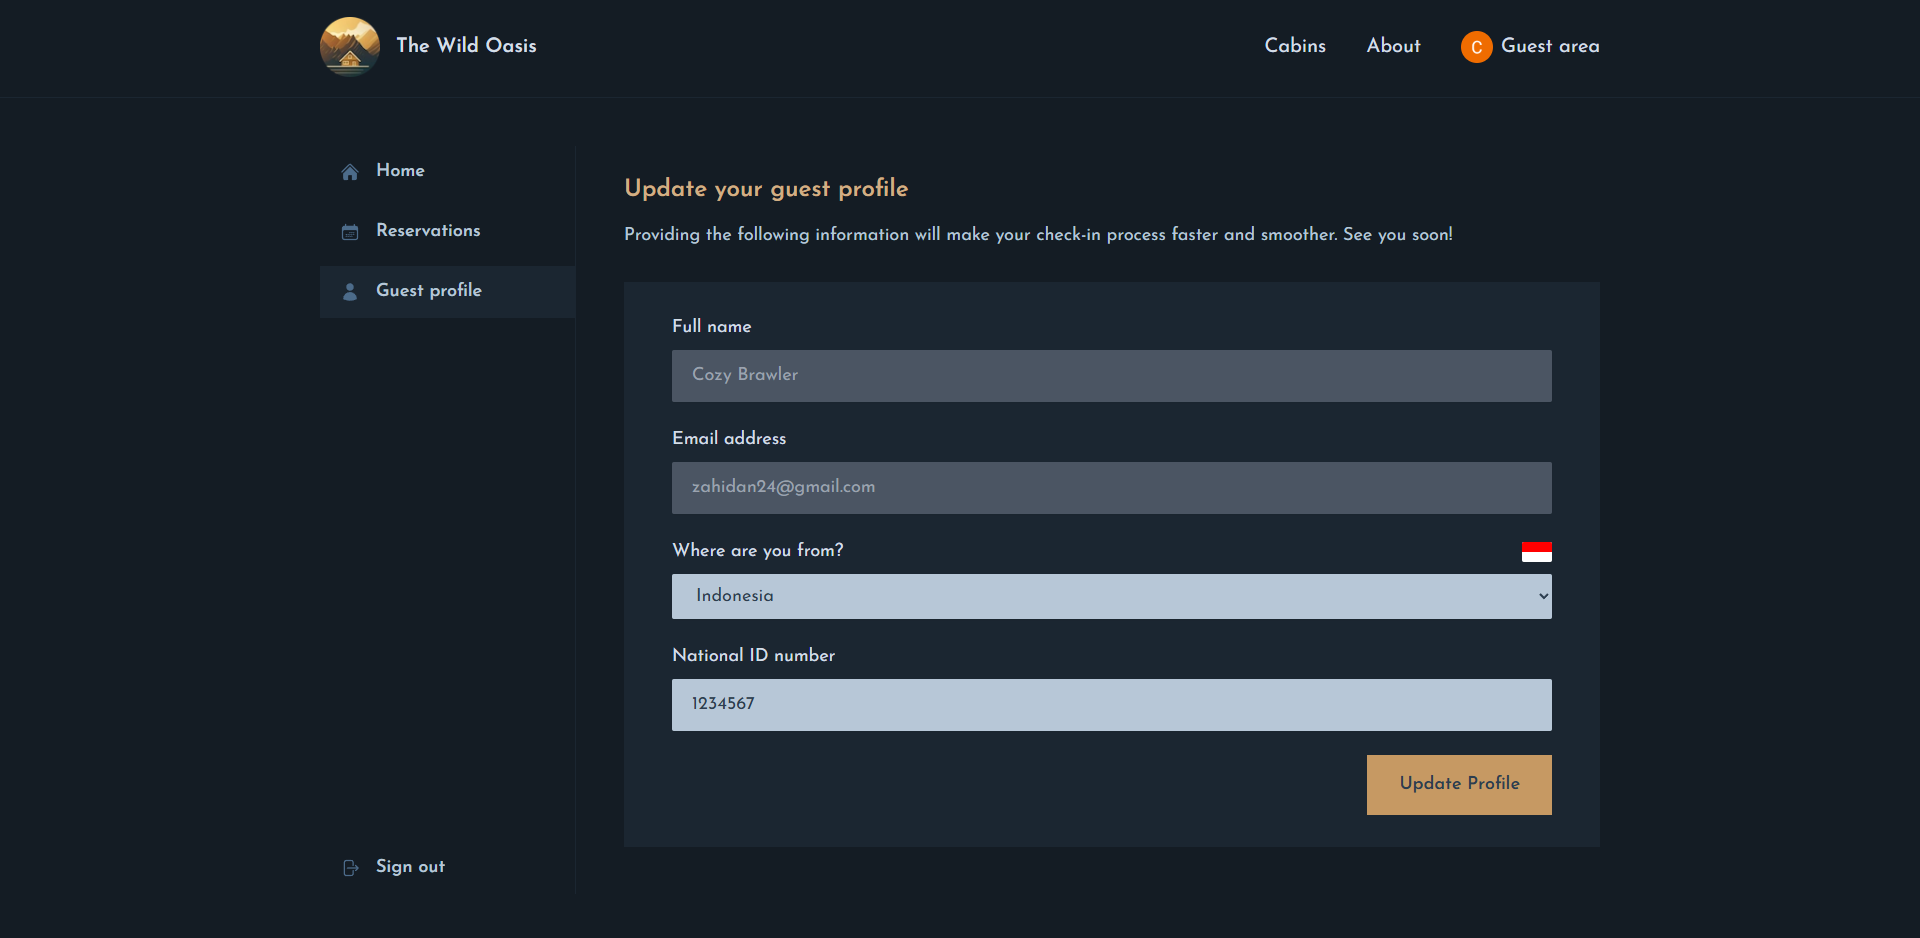 The Wild Oasis
Cabins
About
C
Guest area
Home
Reservations
Guest profile
Sign out
Update your guest profile
Providing the following information will make your check-in process faster and smoother. See you soon!
Full name
Cozy Brawler
Email address
zahidan24@gmail.com
Where are you from?
Indonesia
National ID number
1234567
Update Profile